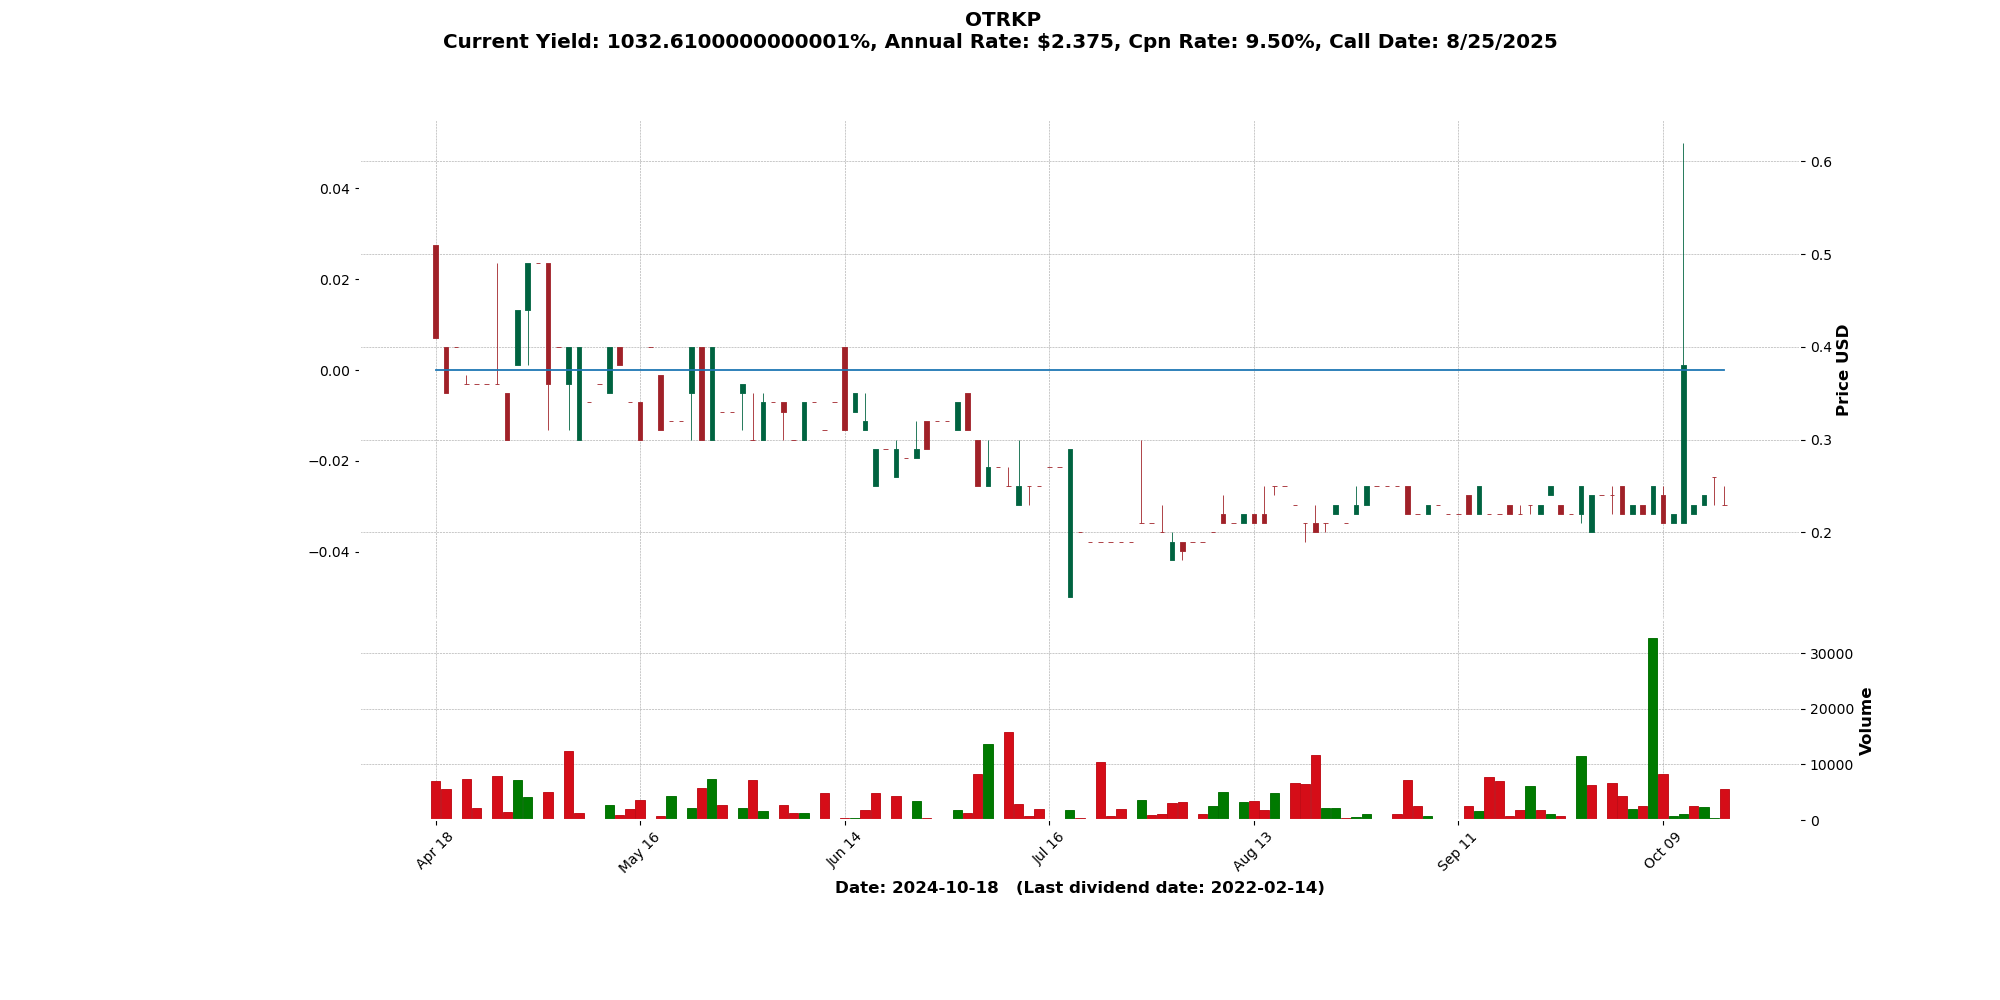 OTRKP
Current Yield: 1032.6100000000001%, Annual Rate: $2.375, Cpn Rate: 9.50%, Call Date: 8/25/2025
0.04
0.02
0.00
−0.02
−0.04
0.6
0.5
0.4
0.3
0.2
Price USD
30000
20000
10000
0
Volume
Apr 18
May 16
Jun 14
Jul 16
Aug 13
Sep 11
Oct 09
Date: 2024-10-18   (Last dividend date: 2022-02-14)